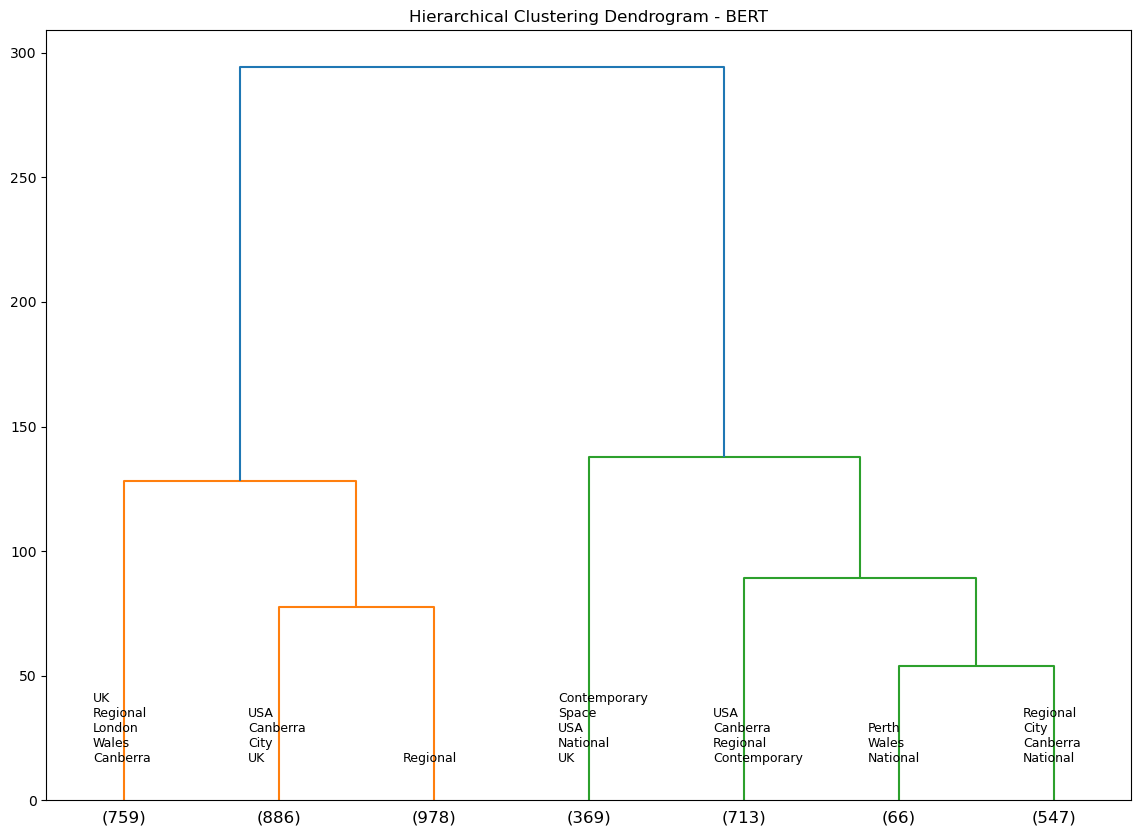 Hierarchical Clustering Dendrogram - BERT
300
250
200
150
100
50
0
UK
Regional
London
Wales
Canberra
USA
Canberra
City
UK
Regional
Contemporary
Space
USA
National
UK
USA
Canberra
Regional
Contemporary
Perth
Wales
National
Regional
City
Canberra
National
(759) (886) (978) (369) (713) (66) (547)